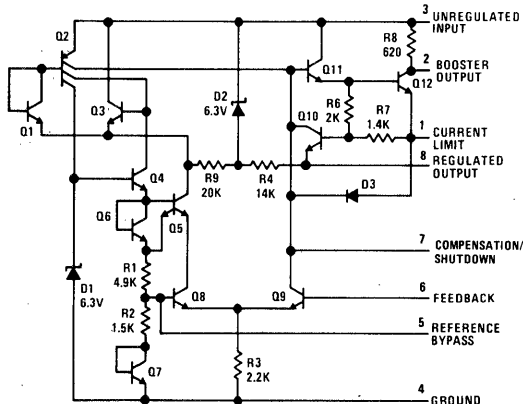 3 UNREGULATED
INPUT
Q2
Q11
R8
620
2 BOOSTER
OUTPUT
Q12
D2
6.3V
Q3
Q1
R6
2K
Q10
R7
1.4K
1 CURRENT
LIMIT
8 REGULATED
OUTPUT
Q4
R9
20K
R4
14K
D3
Q6
Q5
7 COMPENSATION/
SHUTDOWN
R1
4.9K
D1
6.3V
Q8
Q9
6 FEEDBACK
R2
1.5K
5 REFERENCE
BYPASS
Q7
R3
2.2K
4 GROUND